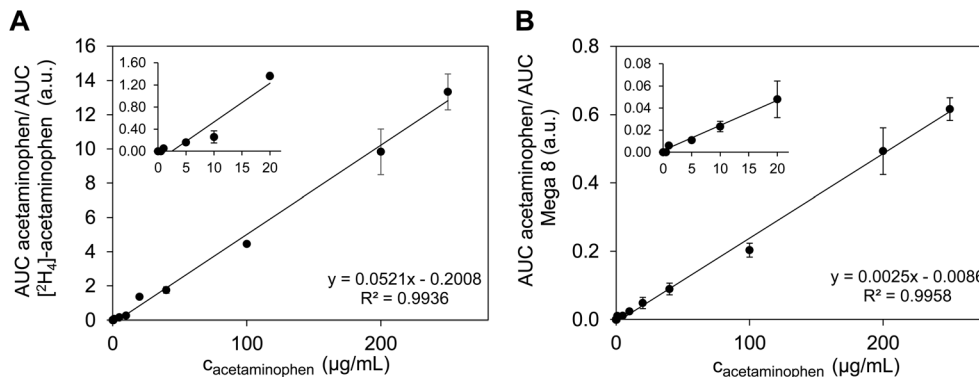 A
AUC acetaminophen/ AUC
[²H₄]-acetaminophen (a.u.)
16
14
12
10
8
6
4
2
0
1.60
1.20
0.80
0.40
0.00
0 5 10 15 20
y = 0.0521x - 0.2008
R² = 0.9936
0 100 200
c_acetaminophen (µg/mL)
B
AUC acetaminophen/ AUC
Mega 8 (a.u.)
0.8
0.6
0.4
0.2
0.0
0.08
0.06
0.04
0.02
0.00
0 5 10 15 20
y = 0.0025x - 0.0086
R² = 0.9958
0 100 200
c_acetaminophen (µg/mL)